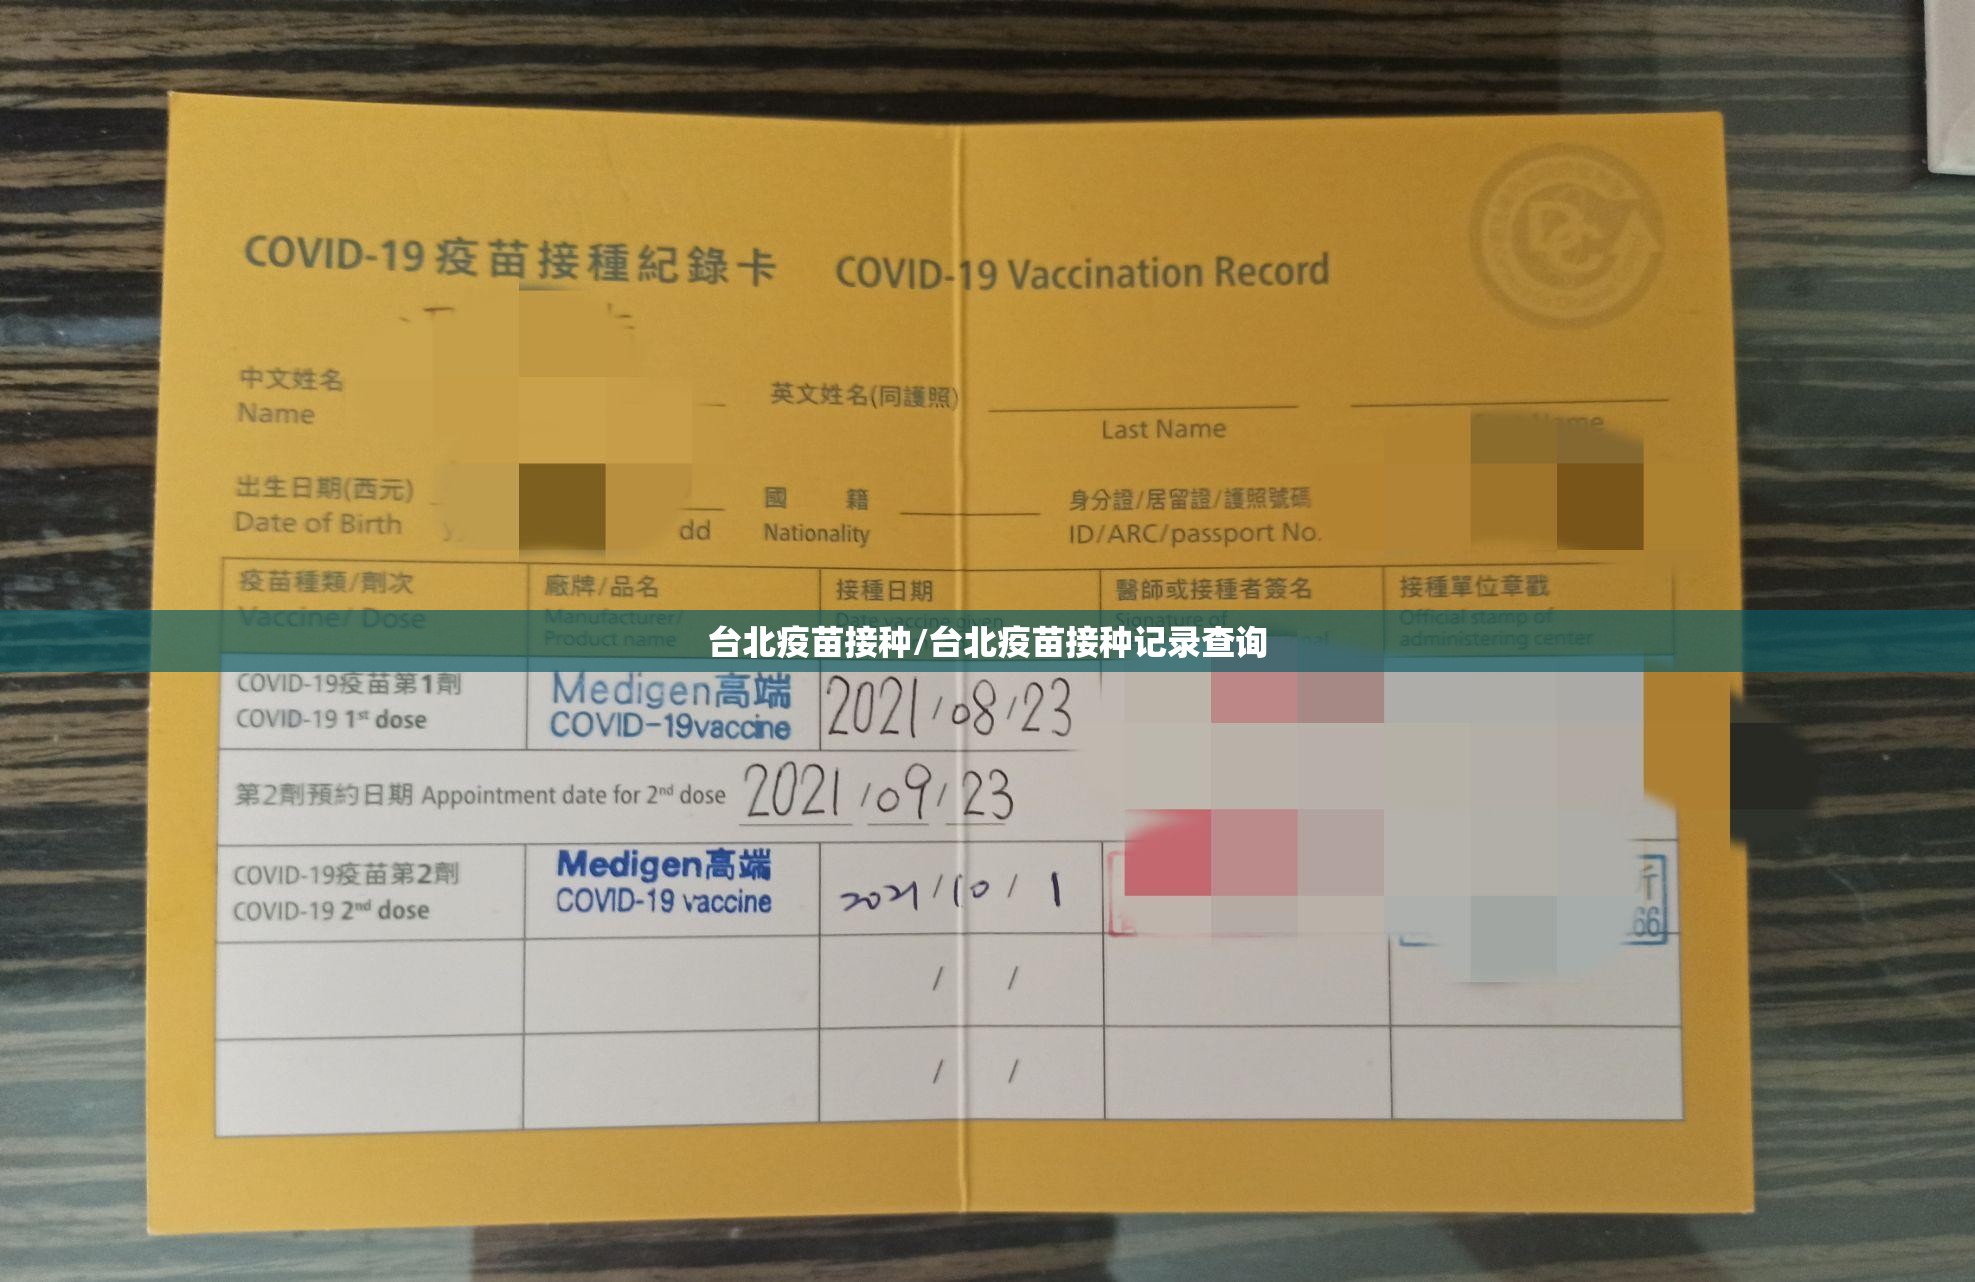 COVID-19疫苗接種紀錄卡 COVID-19 Vaccination Record
中文姓名
Name
英文姓名(同護照)
Last Name
Name
出生日期(西元)
Date of Birth
dd
國 籍
Nationality
身分證/居留證/護照號碼
ID/ARC/passport No.
疫苗種類/劑次
Vaccine/ Dose
廠牌/品名
Manufacturer/
Product name
接種日期
Date vaccine given
醫師或接種者簽名
Signature of
接種單位章戳
Official stamp of
administering center
台北疫苗接种/台北疫苗接种记录查询
COVID-19疫苗第1劑
COVID-19 1st dose
Medigen高端
COVID-19vaccine
2021/08/23
第2劑預約日期 Appointment date for 2nd dose 2021/09/23
COVID-19疫苗第2劑
COVID-19 2nd dose
Medigen高端
COVID-19 vaccine
2021/10/1
66
/ /
/ /